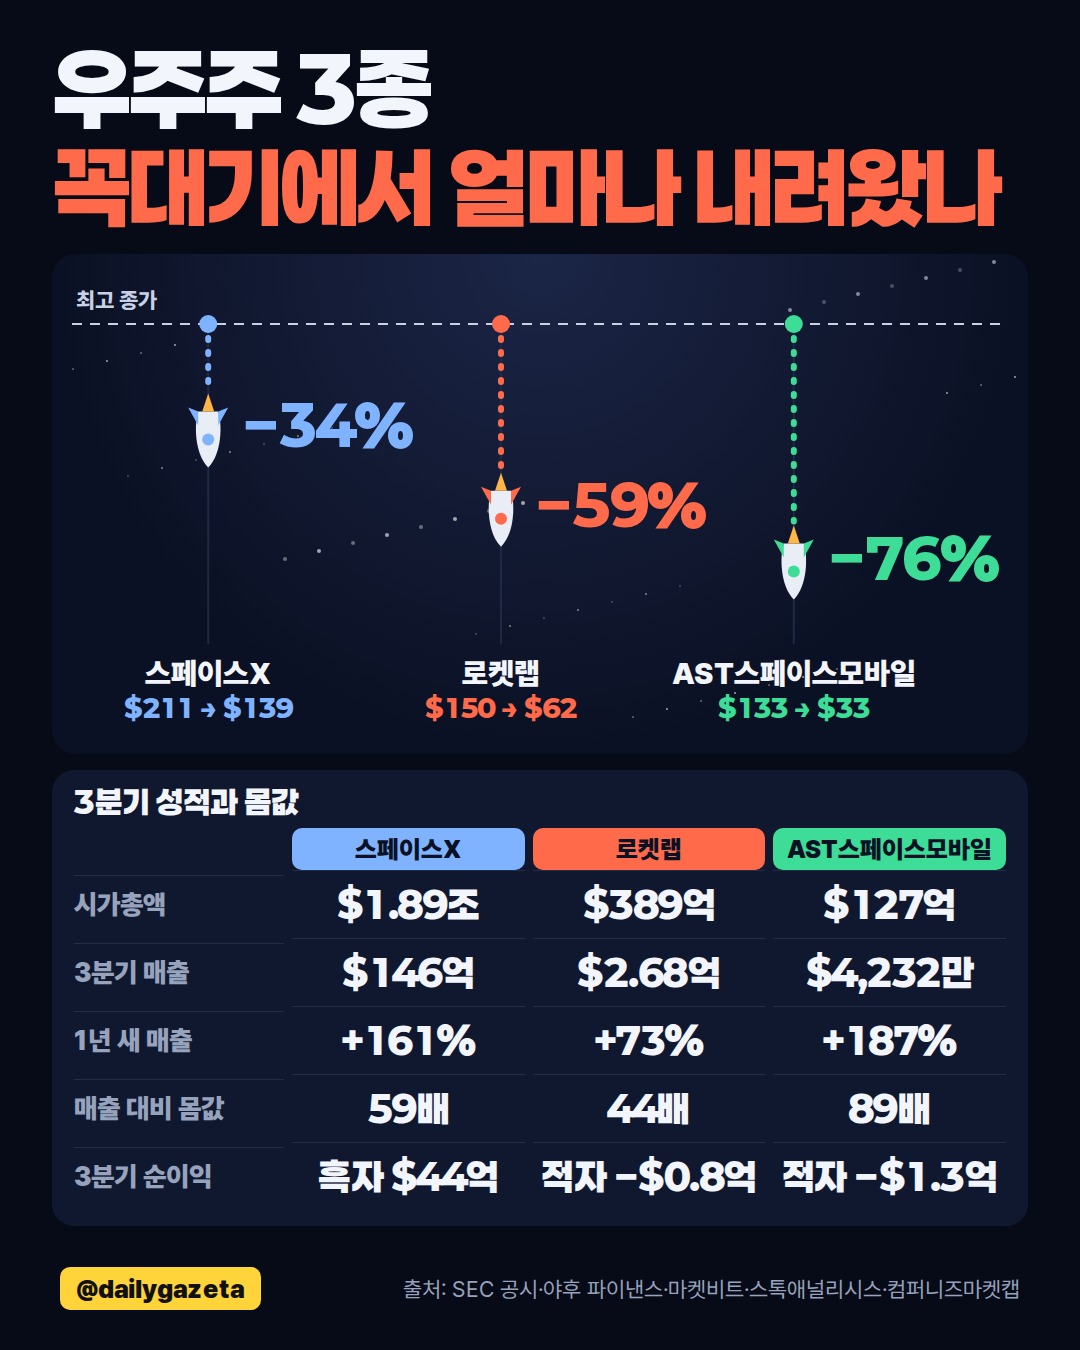 우주주 3종
꼭대기에서 얼마나 내려왔나
최고 종가
−34%
−59%
−76%
스페이스X
$211 → $139
로켓랩
$150 → $62
AST스페이스모바일
$133 → $33
3분기 성적과 몸값
스페이스X 로켓랩 AST스페이스모바일
시가총액 $1.89조 $389억 $127억
3분기 매출 $146억 $2.68억 $4,232만
1년 새 매출 +161% +73% +187%
매출 대비 몸값 59배 44배 89배
3분기 순이익 흑자 $44억 적자 −$0.8억 적자 −$1.3억
@dailygazeta
출처: SEC 공시·야후 파이낸스·마켓비트·스톡애널리시스·컴퍼니즈마켓캡